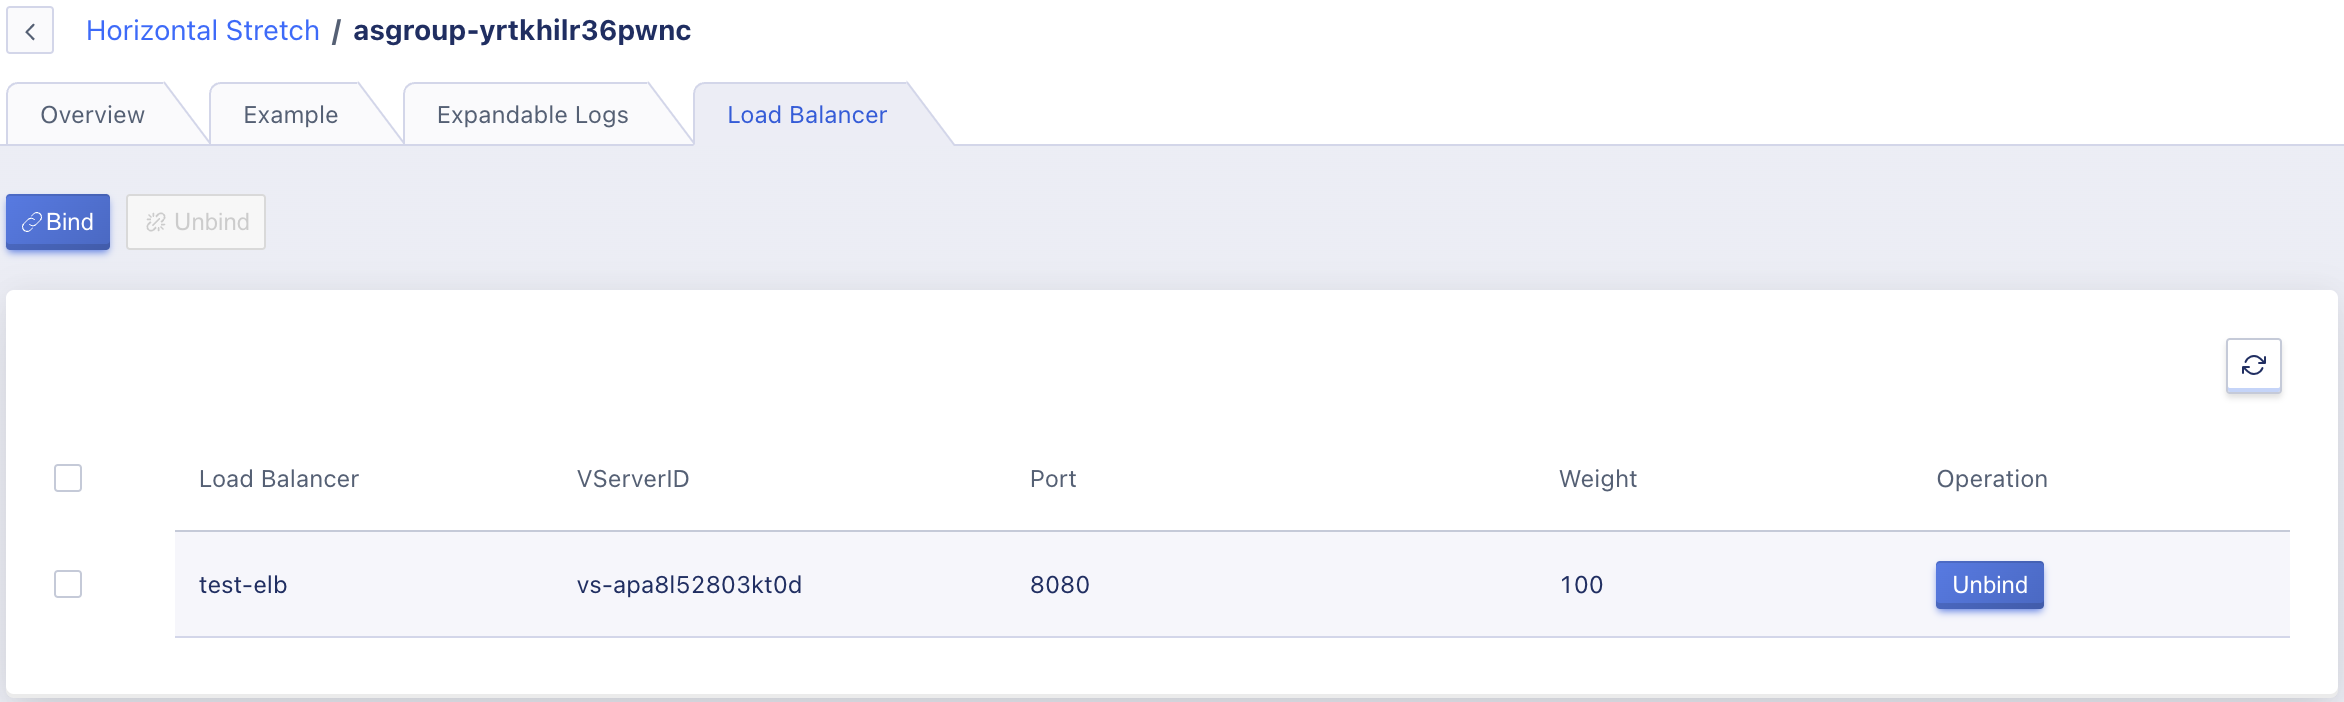 Horizontal Stretch / asgroup-yrtkhilr36pwnc
Overview Example Expandable Logs Load Balancer
Bind Unbind
Load Balancer VServerID Port Weight Operation
test-elb vs-apa8l52803kt0d 8080 100 Unbind